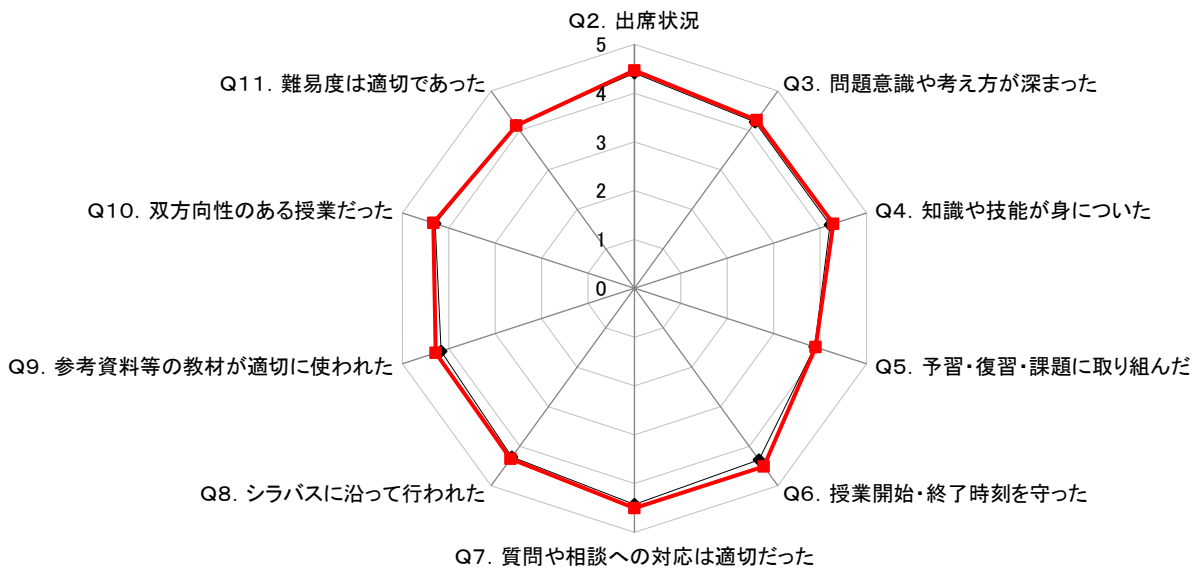 Q2. 出席状況
5
Q11. 難易度は適切であった
Q3. 問題意識や考え方が深まった
4
3
Q10. 双方向性のある授業だった
2
Q4. 知識や技能が身についた
1
0
Q9. 参考資料等の教材が適切に使われた
Q5. 予習・復習・課題に取り組んだ
Q8. シラバスに沿って行われた
Q6. 授業開始・終了時刻を守った
Q7. 質問や相談への対応は適切だった